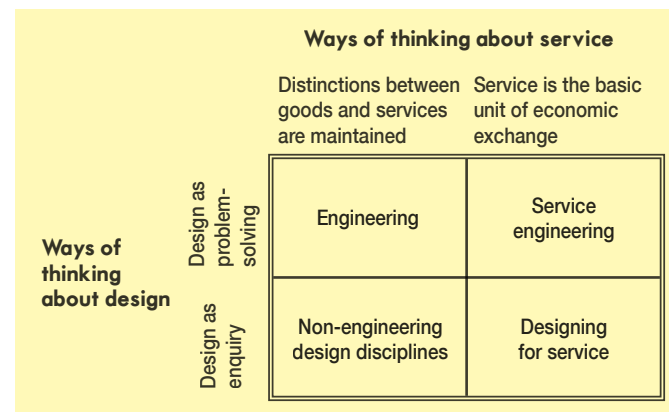 Ways of thinking about service
Distinctions between
goods and services
are maintained
Service is the basic
unit of economic
exchange
Ways of
thinking
about design
Design as
problem-
solving
Engineering
Service
engineering
Design as
enquiry
Non-engineering
design disciplines
Designing
for service